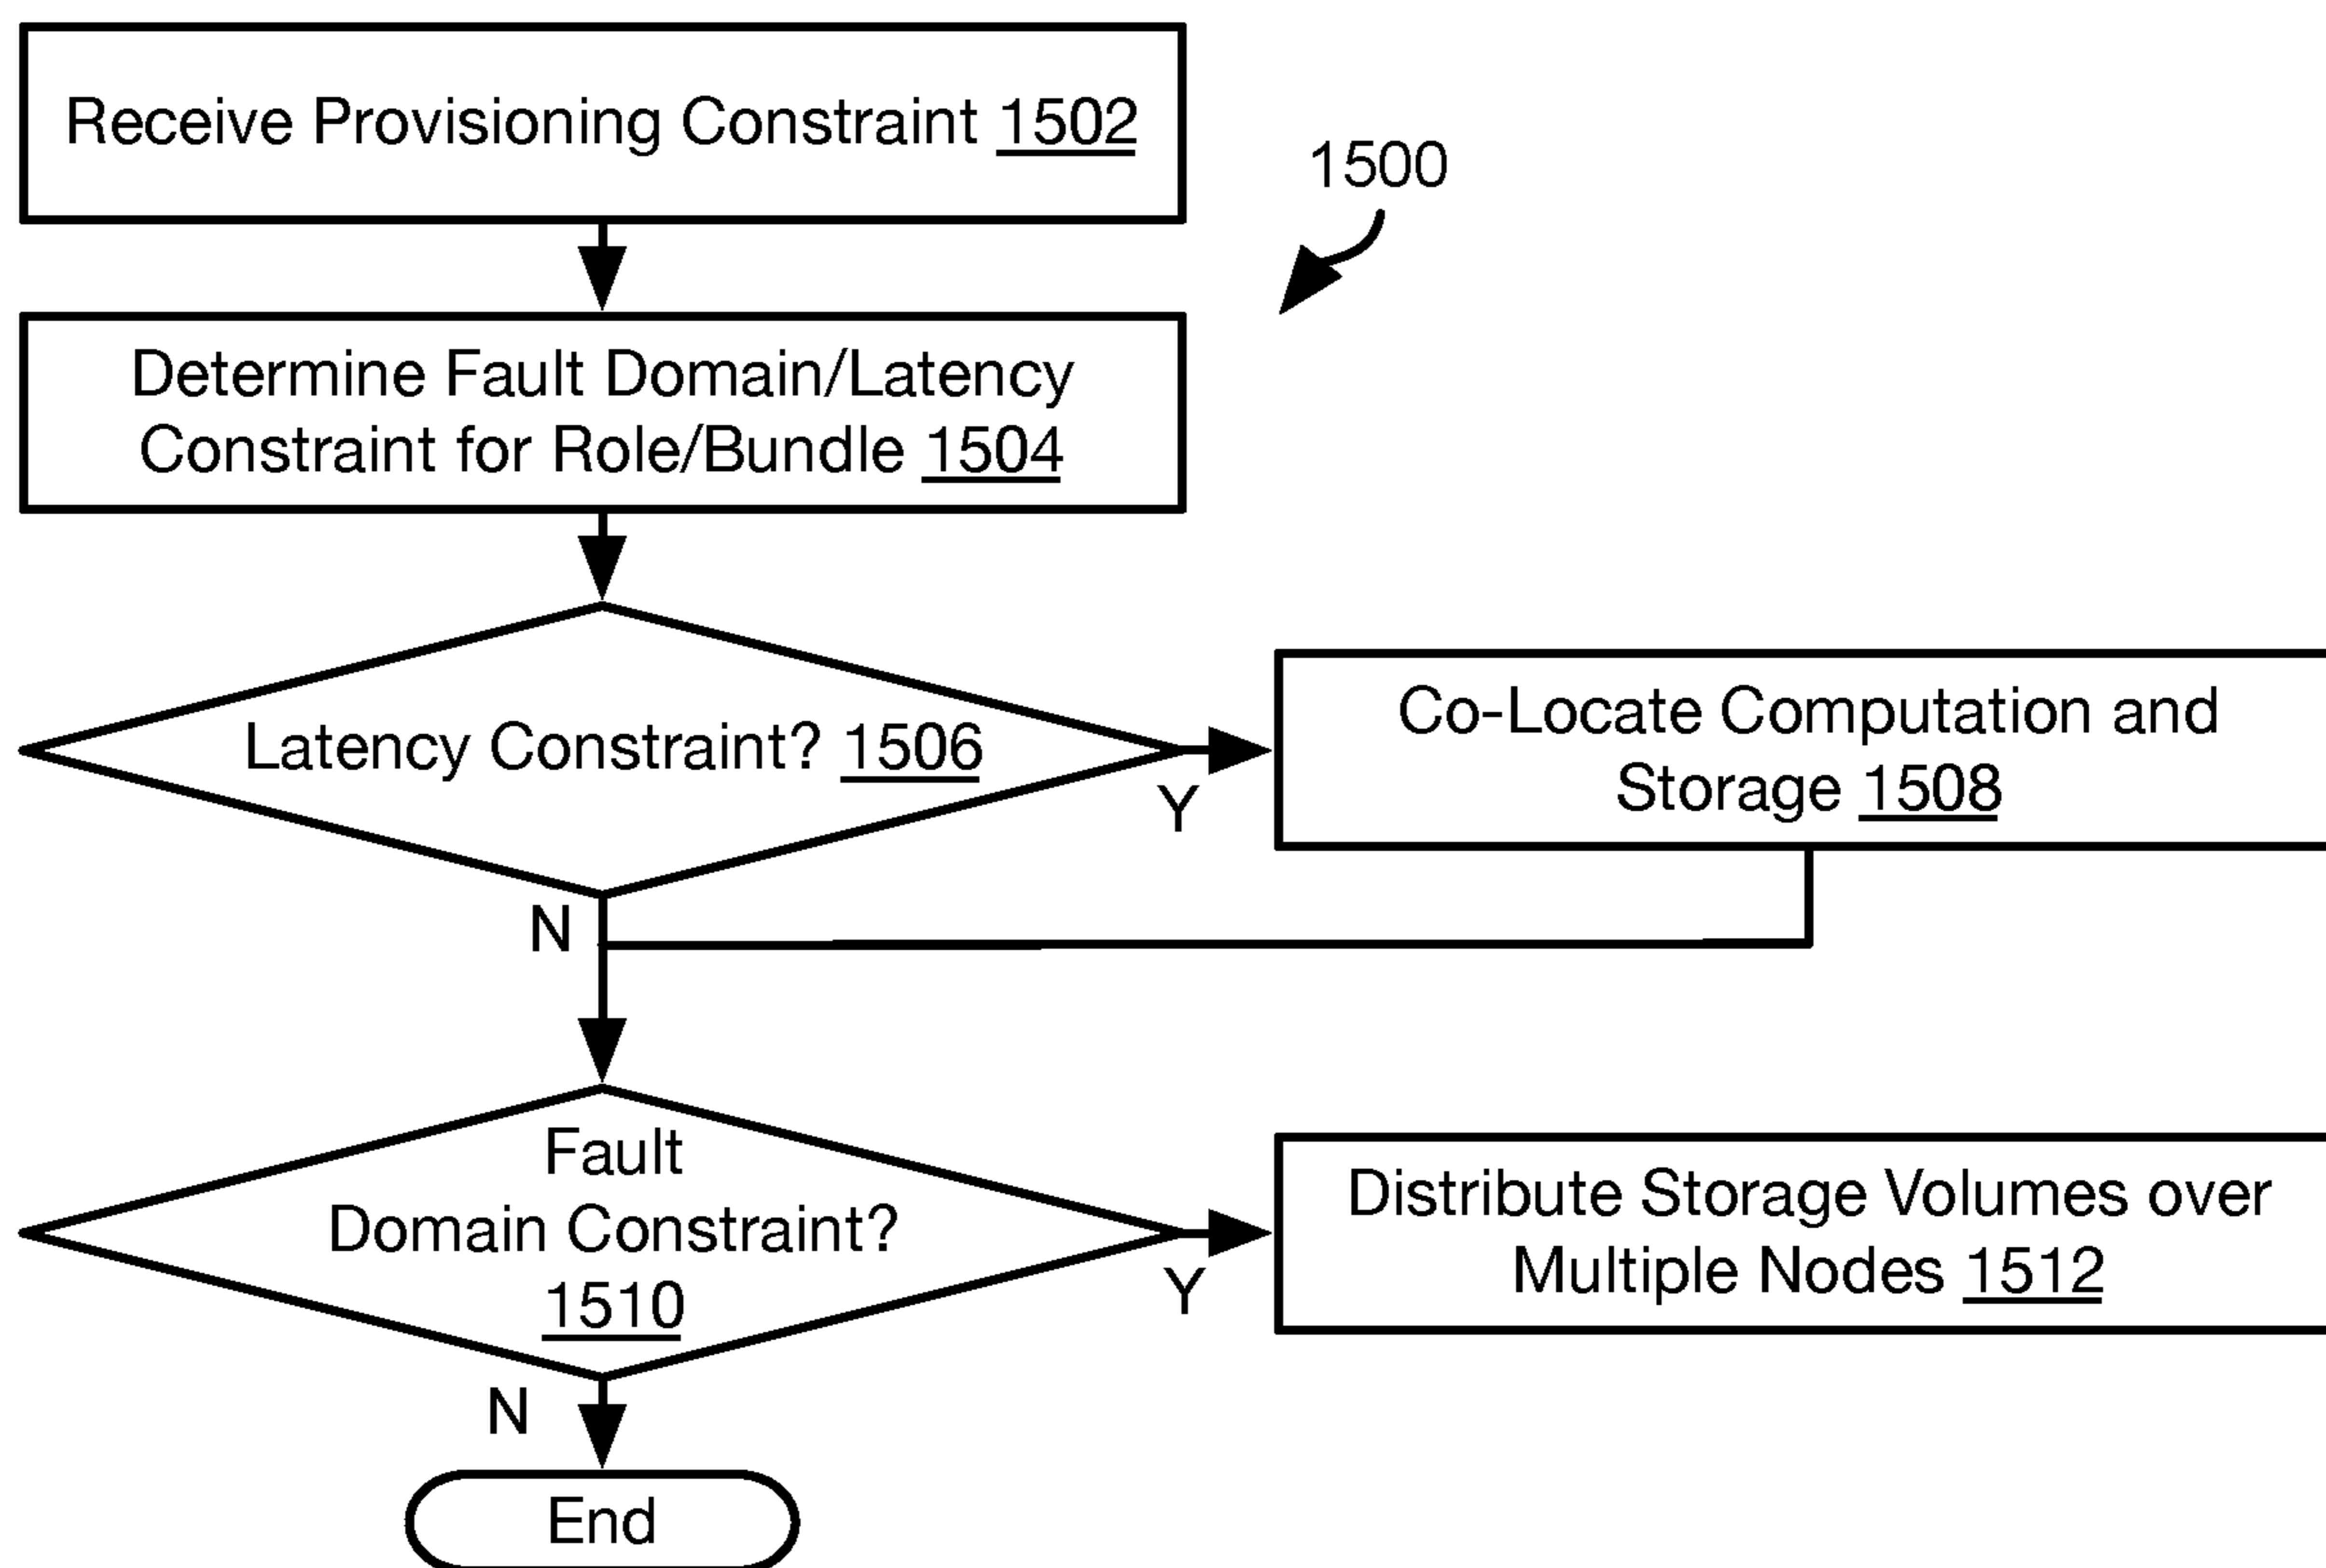 Receive Provisioning Constraint 1502
1500
Determine Fault Domain/Latency
Constraint for Role/Bundle 1504
Latency Constraint? 1506
Y
Co-Locate Computation and
Storage 1508
N
Fault
Domain Constraint?
1510
Y
Distribute Storage Volumes over
Multiple Nodes 1512
N
End